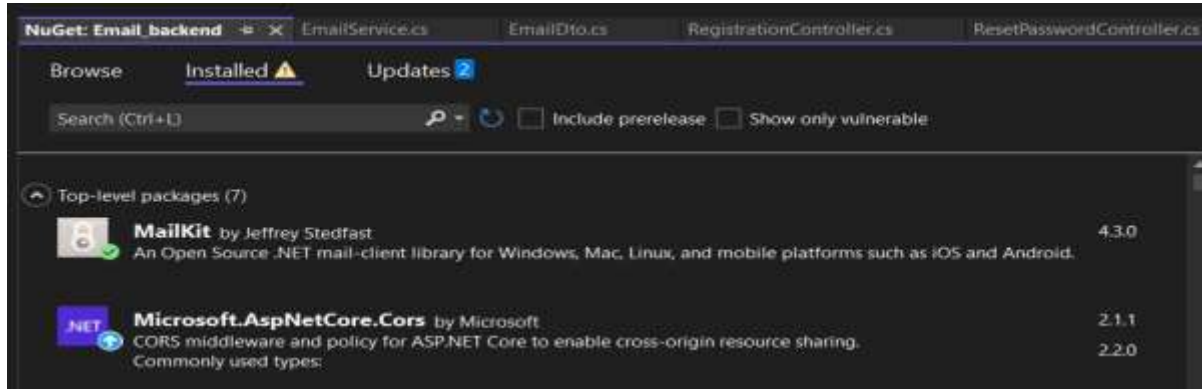 NuGet: Email_backend EmailService.cs EmailDto.cs RegistrationController.cs ResetPasswordController.cs
Browse Installed Updates 2
Search (Ctrl+L) Include prerelease Show only vulnerable
Top-level packages (7)
MailKit by Jeffrey Stedfast 4.3.0
An Open Source .NET mail-client library for Windows, Mac, Linux, and mobile platforms such as iOS and Android.
.NET Microsoft.AspNetCore.Cors by Microsoft 2.1.1
CORS middleware and policy for ASP.NET Core to enable cross-origin resource sharing. 2.2.0
Commonly used types: